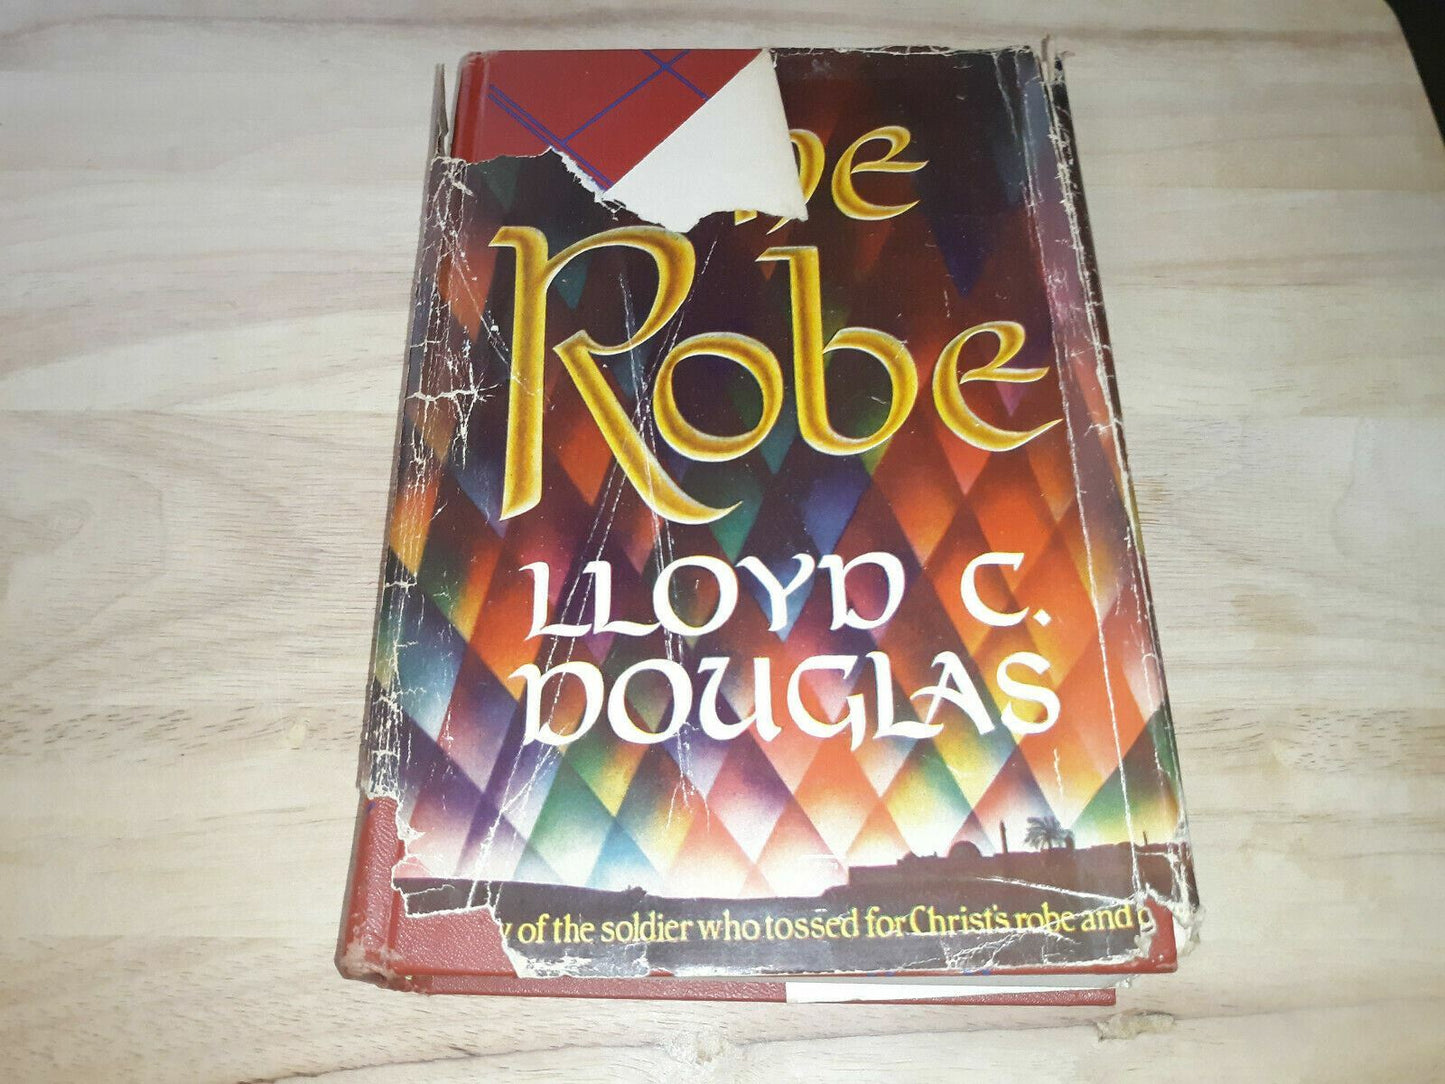 he
Robe
LLOYD C.
DOUGLAS
y of the soldier who tossed for Christ's robe and